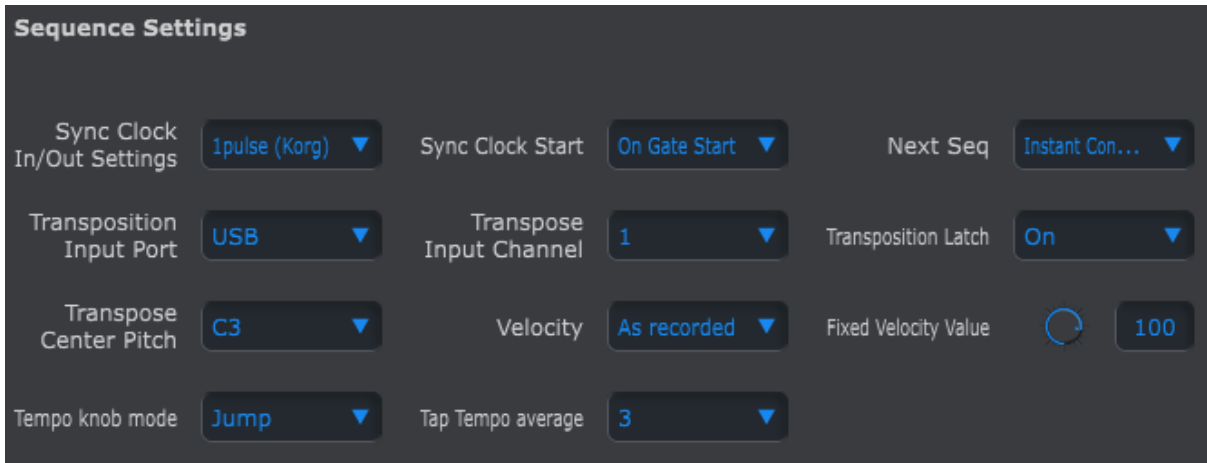 Sequence Settings
Sync Clock
In/Out Settings
1pulse (Korg)
Sync Clock Start
On Gate Start
Next Seq
Instant Con...
Transposition
Input Port
USB
Transpose
Input Channel
1
Transposition Latch
On
Transpose
Center Pitch
C3
Velocity
As recorded
Fixed Velocity Value
100
Tempo knob mode
Jump
Tap Tempo average
3